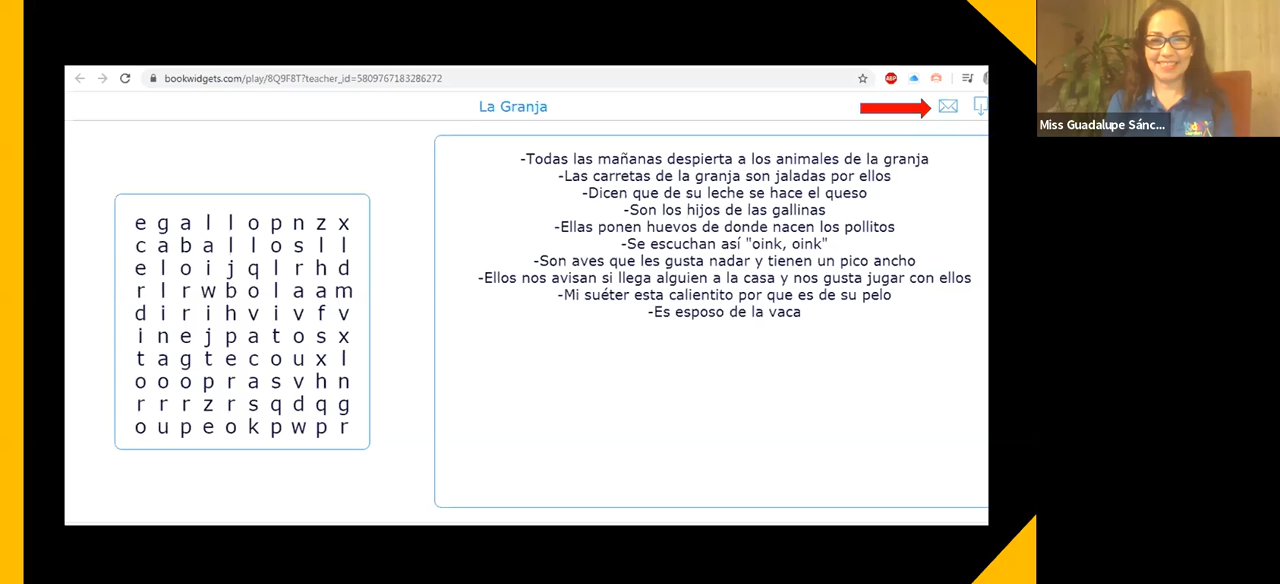 bookwidgets.com/play/8Q9F8T?teacher_id=5809767183286272
ABP
La Granja
e g a l l o p n z x
c a b a l l o s l l
e l o i j q l r h d
r l r w b o l a a m
d i r i h v i v f v
i n e j p a t o s x
t a g t e c o u x l
o o o p r a s v h n
r r r z r s q d q g
o u p e o k p w p r
-Todas las mañanas despierta a los animales de la granja
-Las carretas de la granja son jaladas por ellos
-Dicen que de su leche se hace el queso
-Son los hijos de las gallinas
-Ellas ponen huevos de donde nacen los pollitos
-Se escuchan así "oink, oink"
-Son aves que les gusta nadar y tienen un pico ancho
-Ellos nos avisan si llega alguien a la casa y nos gusta jugar con ellos
-Mi suéter esta calientito por que es de su pelo
-Es esposo de la vaca
Miss Guadalupe Sánc...